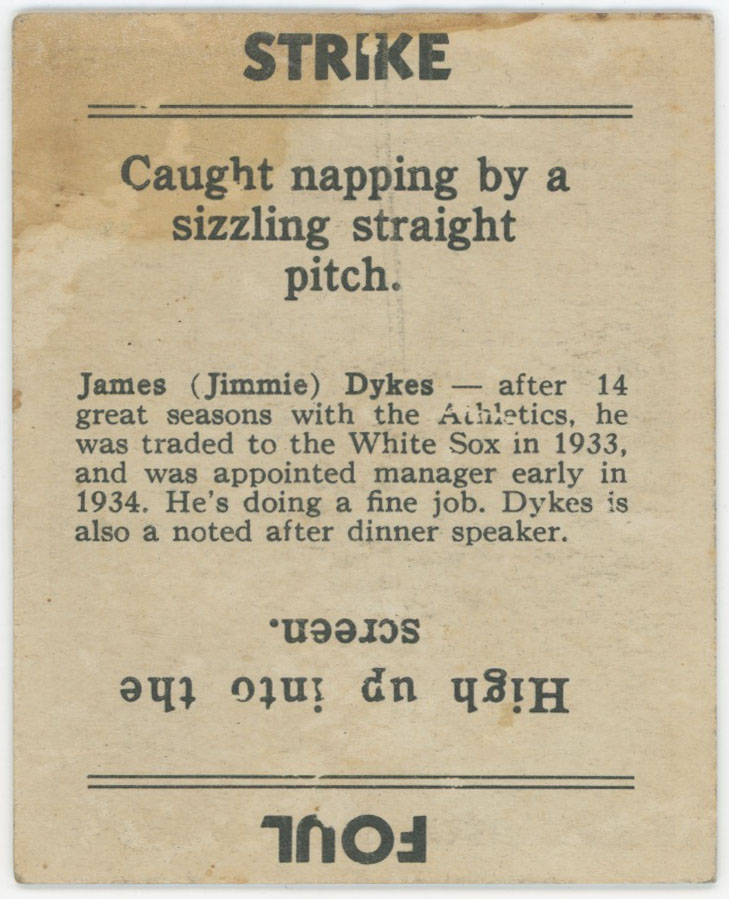 STRIKE
Caught napping by a
sizzling straight
pitch.
James (Jimmie) Dykes — after 14
great seasons with the Athletics, he
was traded to the White Sox in 1933,
and was appointed manager early in
1934. He's doing a fine job. Dykes is
also a noted after dinner speaker.
FOUL
High up into the
screen.